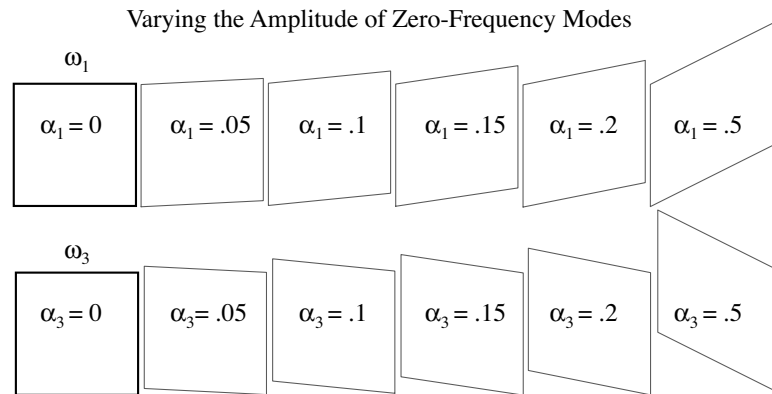 Varying the Amplitude of Zero-Frequency Modes
ω₁
α₁ = 0 α₁ = .05 α₁ = .1 α₁ = .15 α₁ = .2 α₁ = .5
ω₃
α₃ = 0 α₃ = .05 α₃ = .1 α₃ = .15 α₃ = .2 α₃ = .5